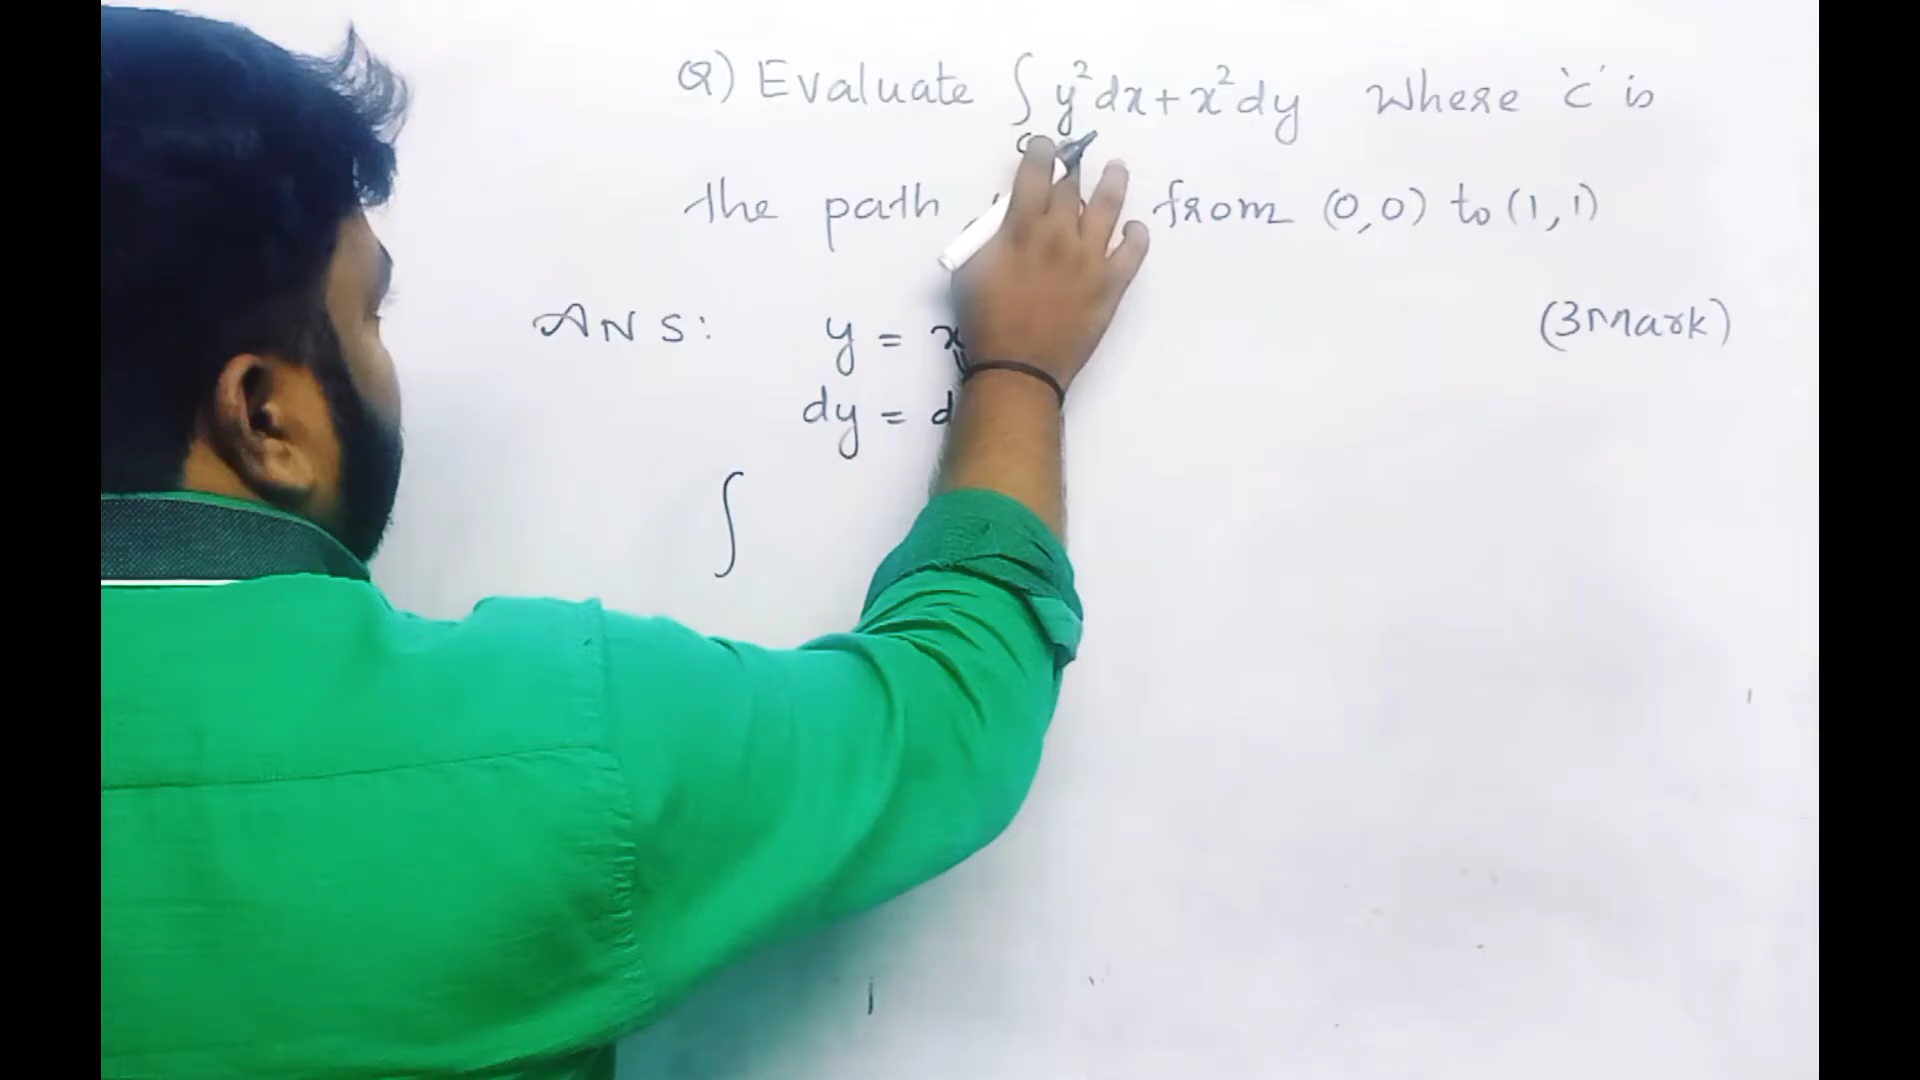 Q) Evaluate ∫ y²dx+x²dy Where 'c' is
the path from (0,0) to (1,1)
ANS: y = x (3Mark)
dy = d
∫